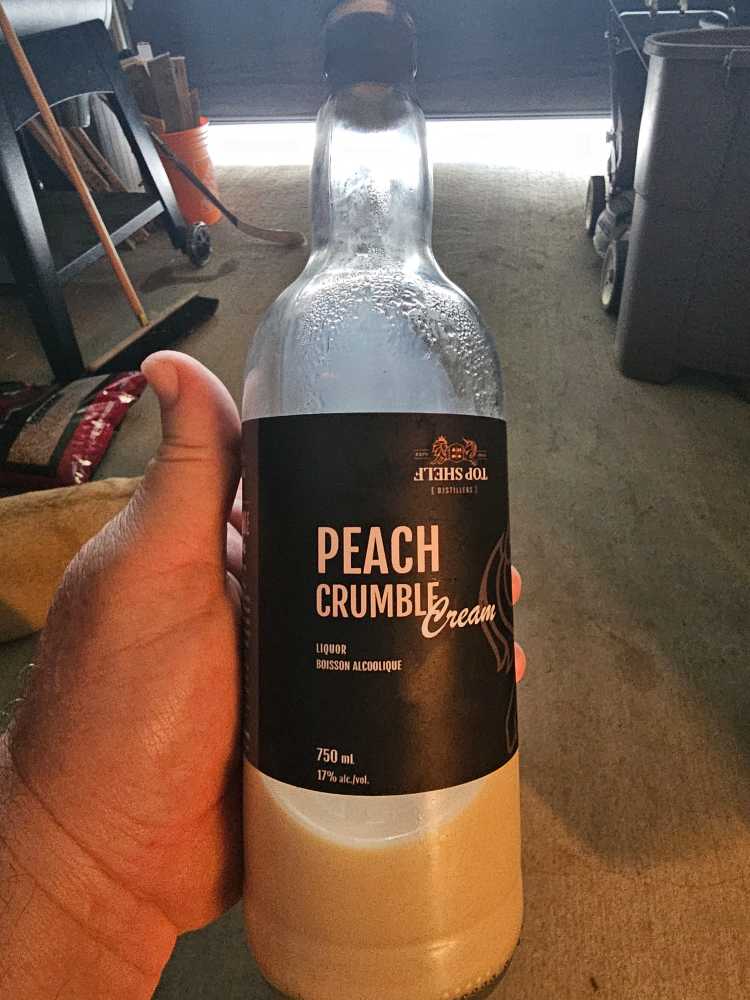 TOP SHELF
[ DISTILLERS ]
PEACH
CRUMBLE
Cream
LIQUOR
BOISSON ALCOOLIQUE
750 mL
17% alc./vol.